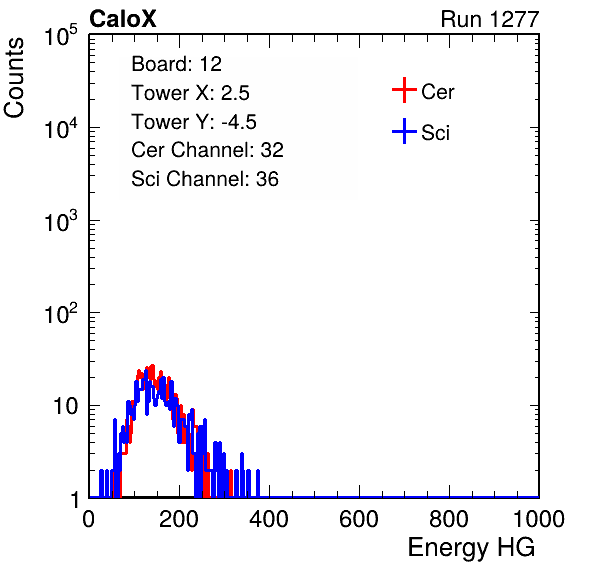 CaloX Run 1277
Counts
10^5
10^4
10^3
10^2
10
1
Board: 12
Tower X: 2.5
Tower Y: -4.5
Cer Channel: 32
Sci Channel: 36
Cer
Sci
0 200 400 600 800 1000
Energy HG